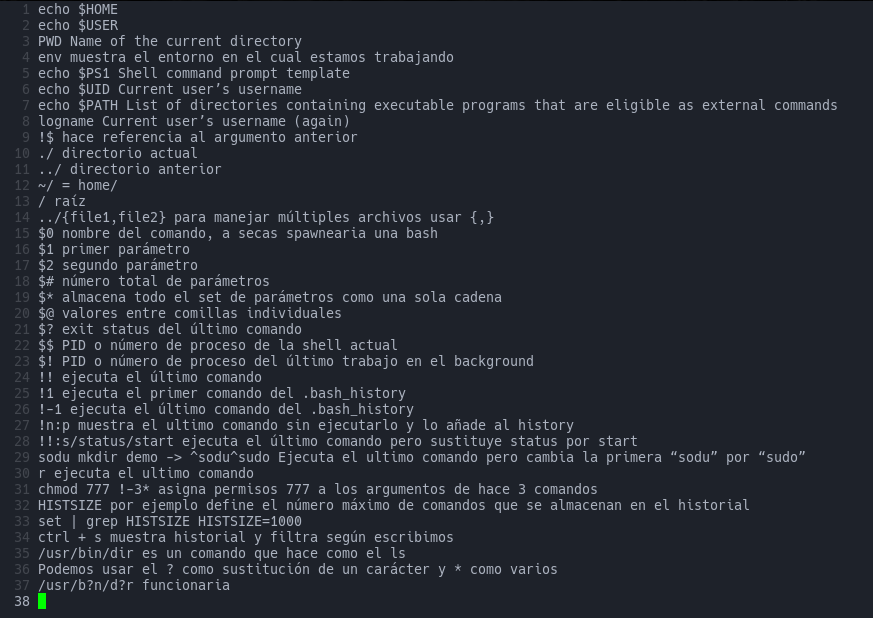 1 echo $HOME
2 echo $USER
3 PWD Name of the current directory
4 env muestra el entorno en el cual estamos trabajando
5 echo $PS1 Shell command prompt template
6 echo $UID Current user’s username
7 echo $PATH List of directories containing executable programs that are eligible as external commands
8 logname Current user’s username (again)
9 !$ hace referencia al argumento anterior
10 ./ directorio actual
11 ../ directorio anterior
12 ~/ = home/
13 / raíz
14 ../{file1,file2} para manejar múltiples archivos usar {,}
15 $0 nombre del comando, a secas spawnearia una bash
16 $1 primer parámetro
17 $2 segundo parámetro
18 $# número total de parámetros
19 $* almacena todo el set de parámetros como una sola cadena
20 $@ valores entre comillas individuales
21 $? exit status del último comando
22 $$ PID o número de proceso de la shell actual
23 $! PID o número de proceso del último trabajo en el background
24 !! ejecuta el último comando
25 !1 ejecuta el primer comando del .bash_history
26 !-1 ejecuta el último comando del .bash_history
27 !n:p muestra el ultimo comando sin ejecutarlo y lo añade al history
28 !!:s/status/start ejecuta el último comando pero sustituye status por start
29 sodu mkdir demo -> ^sodu^sudo Ejecuta el ultimo comando pero cambia la primera “sodu” por “sudo”
30 r ejecuta el ultimo comando
31 chmod 777 !-3* asigna permisos 777 a los argumentos de hace 3 comandos
32 HISTSIZE por ejemplo define el número máximo de comandos que se almacenan en el historial
33 set | grep HISTSIZE HISTSIZE=1000
34 ctrl + s muestra historial y filtra según escribimos
35 /usr/bin/dir es un comando que hace como el ls
36 Podemos usar el ? como sustitución de un carácter y * como varios
37 /usr/b?n/d?r funcionaria
38